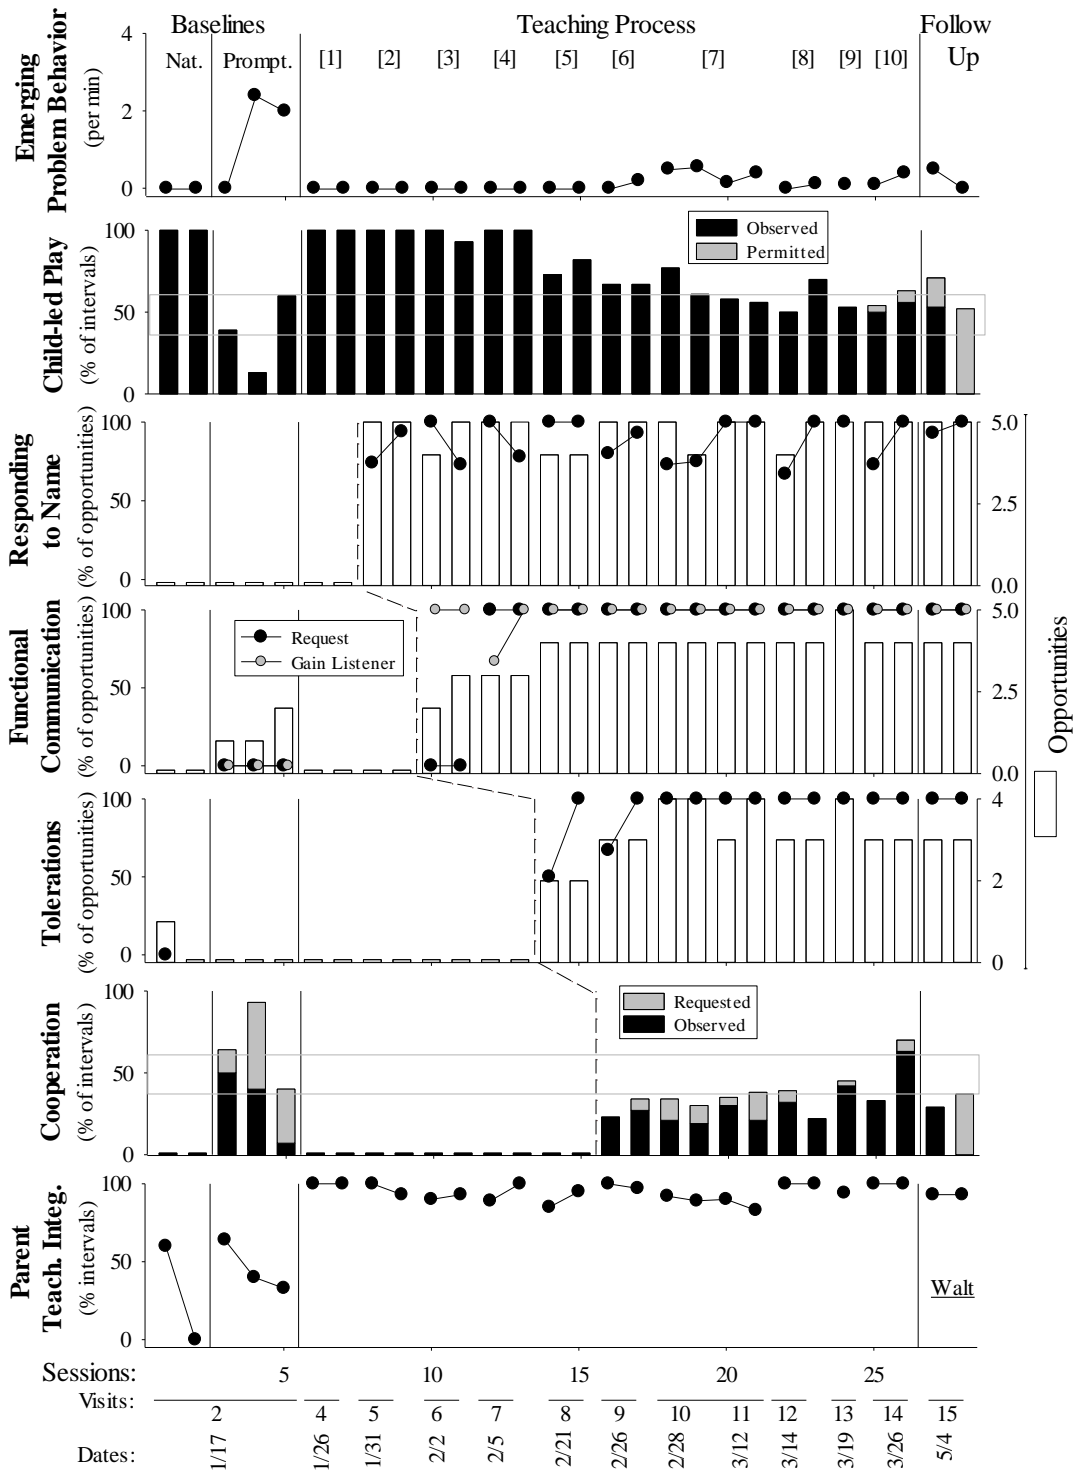 Baselines Teaching Process Follow Up
Nat. Prompt. [1] [2] [3] [4] [5] [6] [7] [8] [9] [10]
Emerging
Problem Behavior
(per min)
4
2
0
Child-led Play
(% of intervals)
100
50
0
Observed
Permitted
Responding
to Name
(% of opportunities)
100
50
0
5.0
2.5
0.0
Functional
Communication
(% of opportunities)
100
50
0
Request
Gain Listener
5.0
2.5
0.0
Opportunities
Tolerations
(% of opportunities)
100
50
0
4
2
0
Cooperation
(% of intervals)
100
50
0
Requested
Observed
Parent
Teach. Integ.
(% intervals)
100
50
0
Walt
Sessions: 5 10 15 20 25
Visits: 2 4 5 6 7 8 9 10 11 12 13 14 15
Dates: 1/17 1/26 1/31 2/2 2/5 2/21 2/26 2/28 3/12 3/14 3/19 3/26 5/4